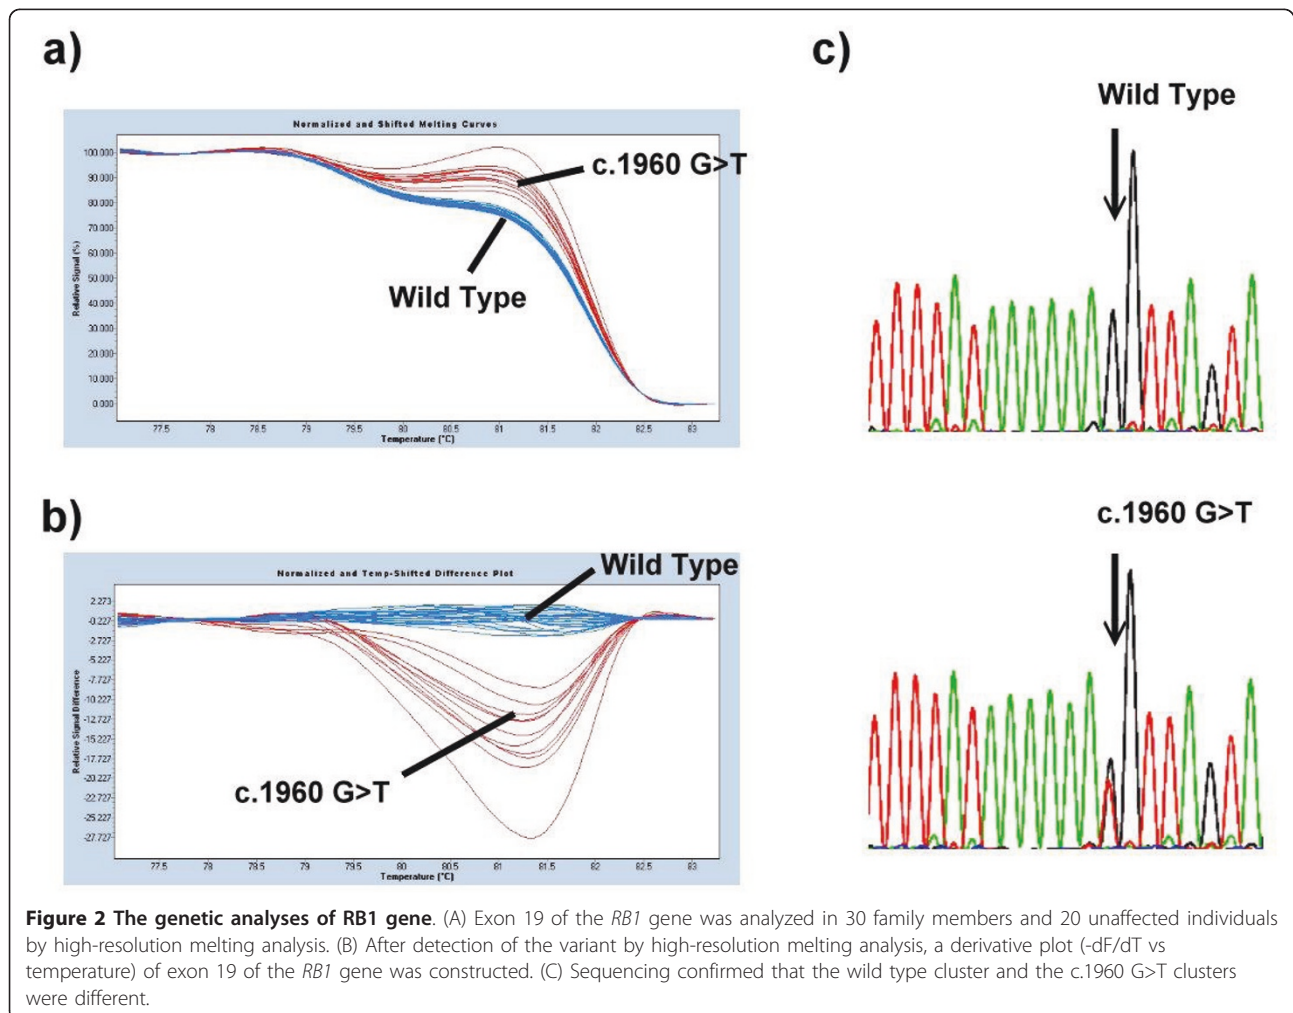 a)
Normalized and Shifted Melting Curves
Relative Signal (%)
100.000
90.000
80.000
70.000
60.000
50.000
40.000
30.000
20.000
10.000
0.000
c.1960 G>T
Wild Type
77.5 78 78.5 79 79.5 80 80.5 81 81.5 82 82.5 83
Temperature (°C)
b)
Normalized and Temp-Shifted Difference Plot
Relative Signal Difference
2.273
-0.227
-2.727
-5.227
-7.727
-10.227
-12.727
-15.227
-17.727
-20.227
-22.727
-25.227
-27.727
Wild Type
c.1960 G>T
77.5 78 78.5 79 79.5 80 80.5 81 81.5 82 82.5 83
Temperature (°C)
c)
Wild Type
c.1960 G>T
Figure 2 The genetic analyses of RB1 gene. (A) Exon 19 of the RB1 gene was analyzed in 30 family members and 20 unaffected individuals
by high-resolution melting analysis. (B) After detection of the variant by high-resolution melting analysis, a derivative plot (-dF/dT vs
temperature) of exon 19 of the RB1 gene was constructed. (C) Sequencing confirmed that the wild type cluster and the c.1960 G>T clusters
were different.